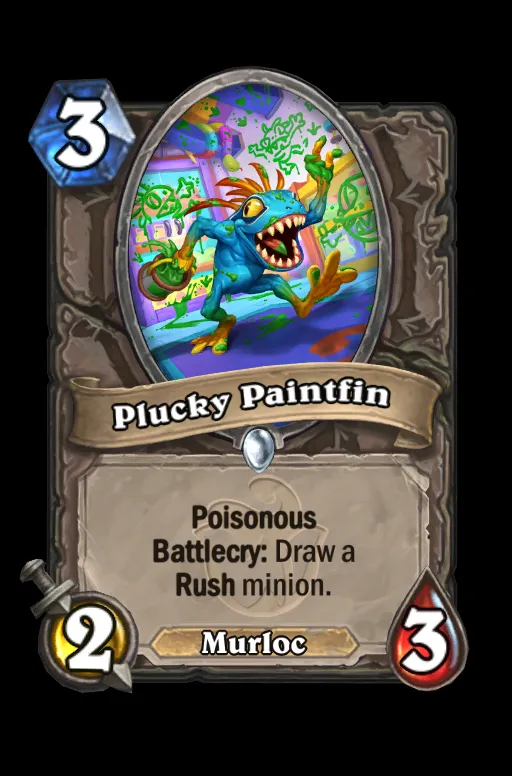 3
Plucky Paintfin
Poisonous
Battlecry: Draw a
Rush minion.
2
Murloc
3